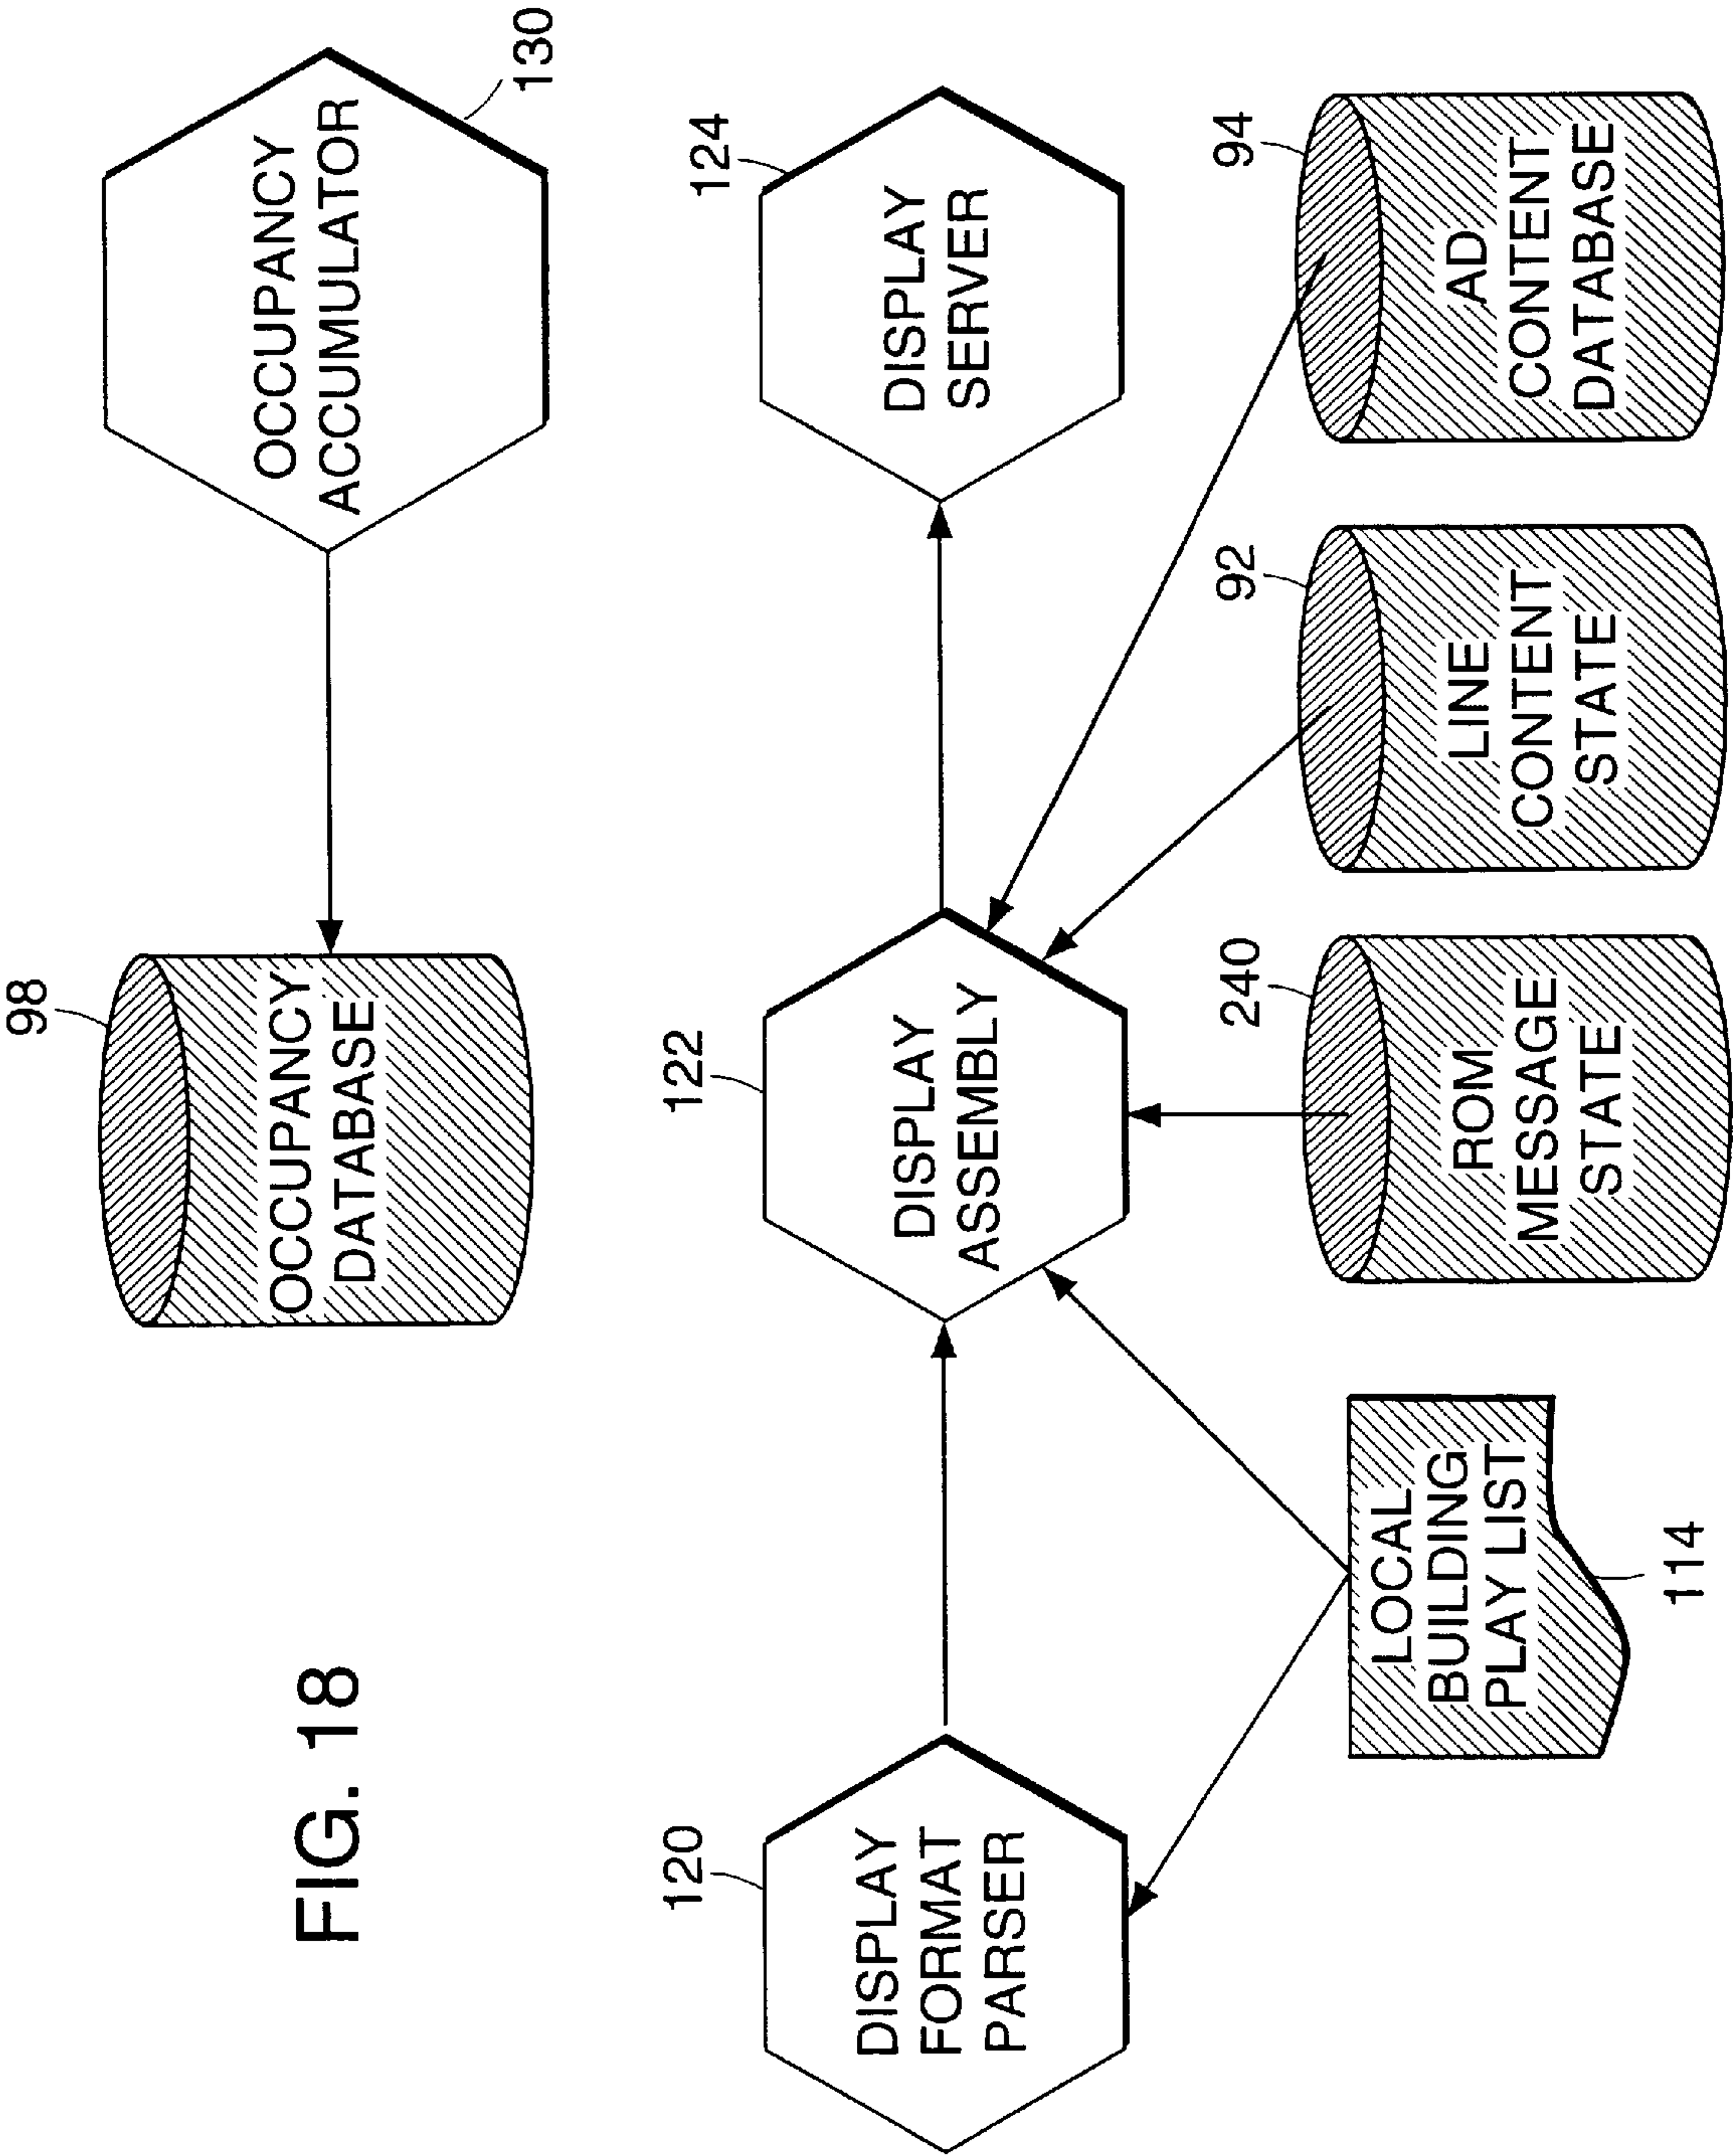 FIG. 18
98
OCCUPANCY
DATABASE
OCCUPANCY
ACCUMULATOR
130
120
DISPLAY
FORMAT
PARSER
122
DISPLAY
ASSEMBLY
124
DISPLAY
SERVER
LOCAL
BUILDING
PLAY LIST
114
240
ROM
MESSAGE
STATE
92
LINE
CONTENT
STATE
94
AD
CONTENT
DATABASE